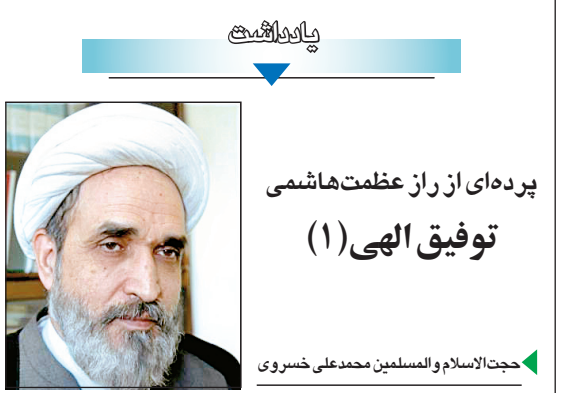 یادداشت
پرده‌ای از راز عظمت هاشمی
توفیق الهی (۱)
حجت‌الاسلام والمسلمین محمدعلی خسروی